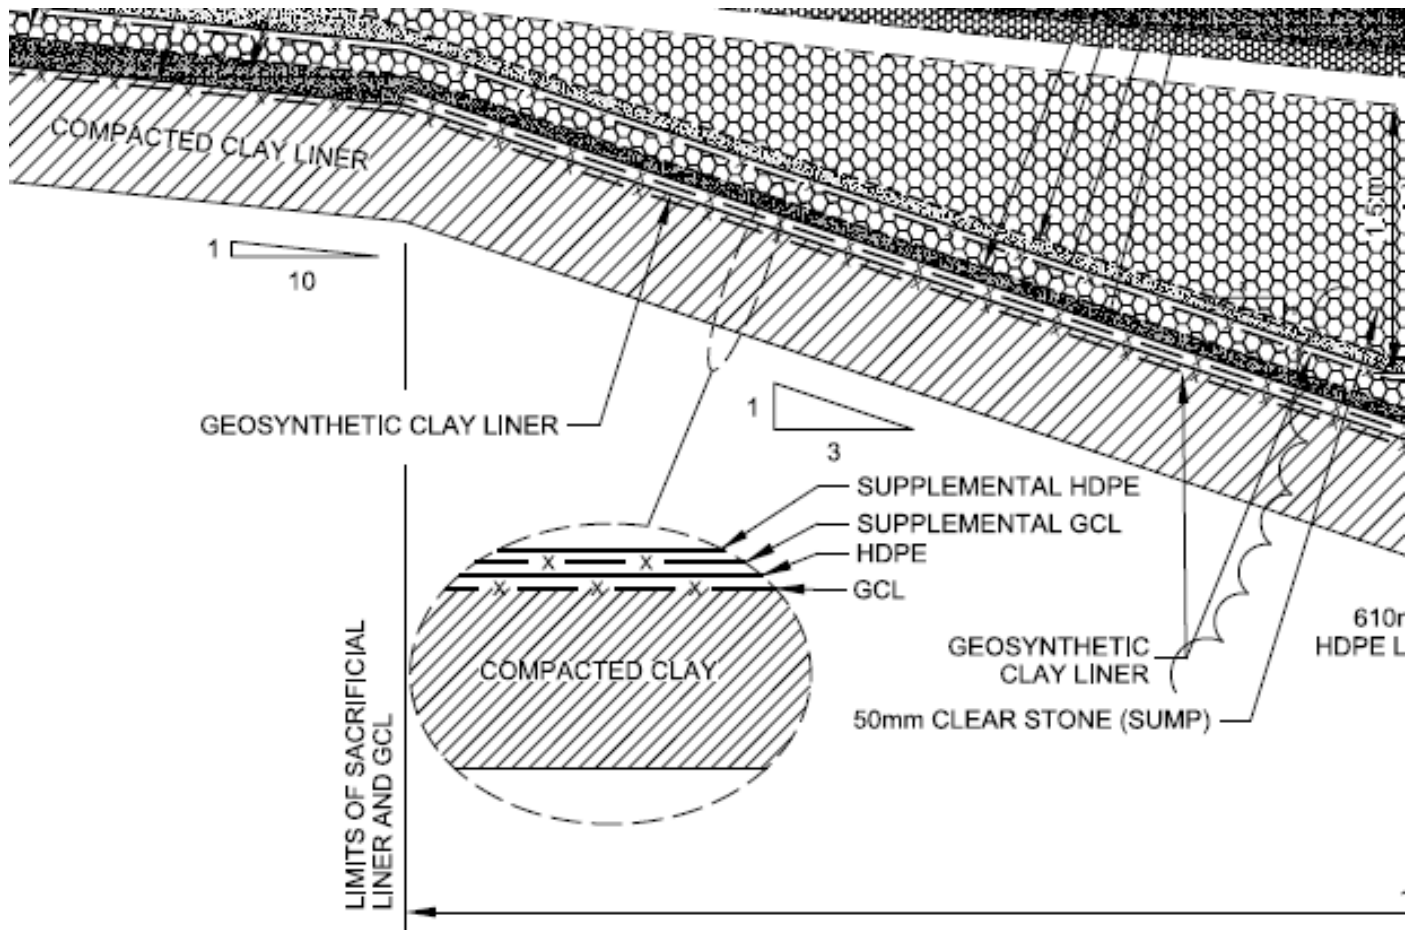 COMPACTED CLAY LINER
1.5m
1
10
GEOSYNTHETIC CLAY LINER
1
3
SUPPLEMENTAL HDPE
SUPPLEMENTAL GCL
HDPE
GCL
COMPACTED CLAY
GEOSYNTHETIC
CLAY LINER
50mm CLEAR STONE (SUMP)
HDPE
LIMITS OF SACRIFICIAL
LINER AND GCL